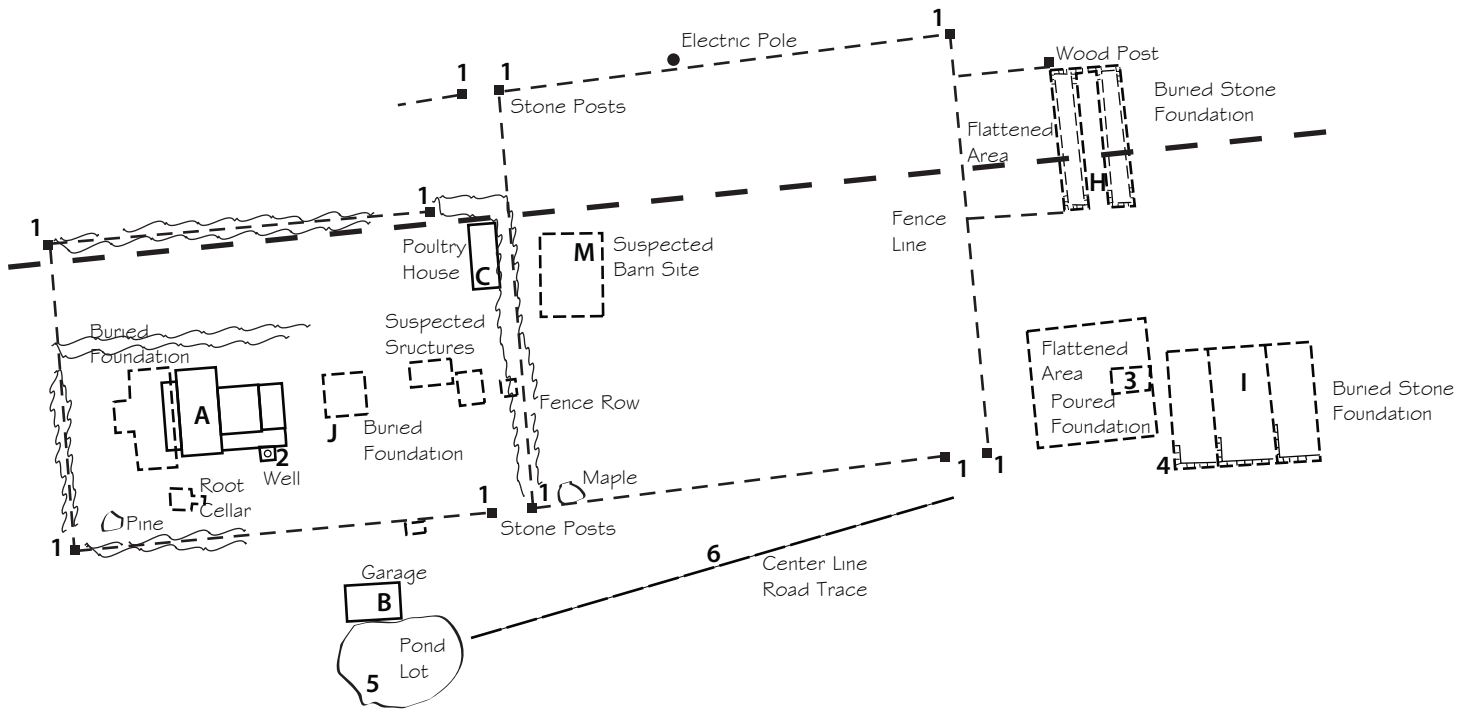 1
Electric Pole
1
1
Wood Post
Stone Posts
Buried Stone
Foundation
Flattened
Area
H
1
1
Fence
Line
Poultry
House
C
M
Suspected
Barn Site
Buried
Foundation
Suspected
Sructures
Flattened
Area
3
Poured
Foundation
I
Buried Stone
Foundation
A
J
Buried
Foundation
Fence Row
2
Well
Root
Cellar
Pine
1
1
Stone Posts
1
Maple
1
1
4
6
Center Line
Road Trace
Garage
B
Pond
Lot
5